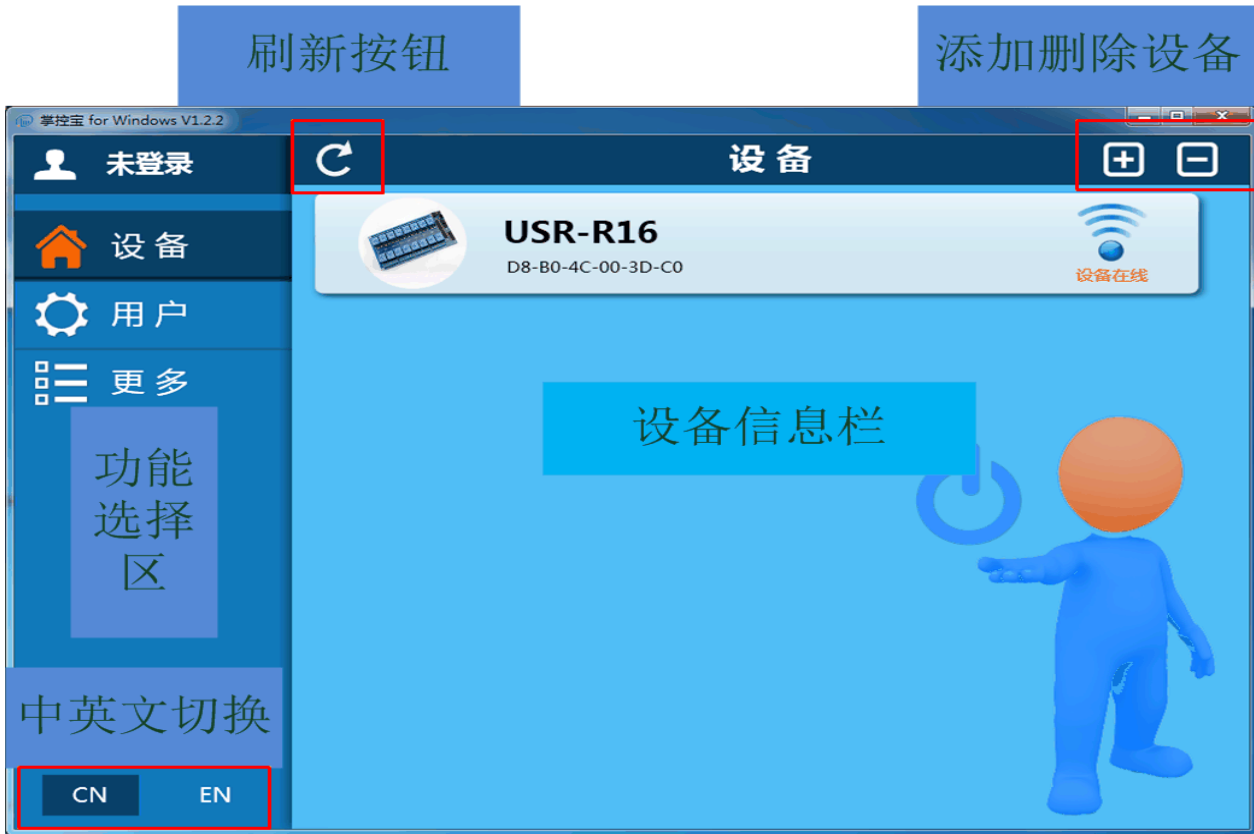 刷新按钮
添加删除设备
掌控宝 for Windows V1.2.2
未登录
设备
设备
USR-R16
D8-B0-4C-00-3D-C0
设备在线
用户
更多
设备信息栏
功能
选择
区
中英文切换
CN
EN